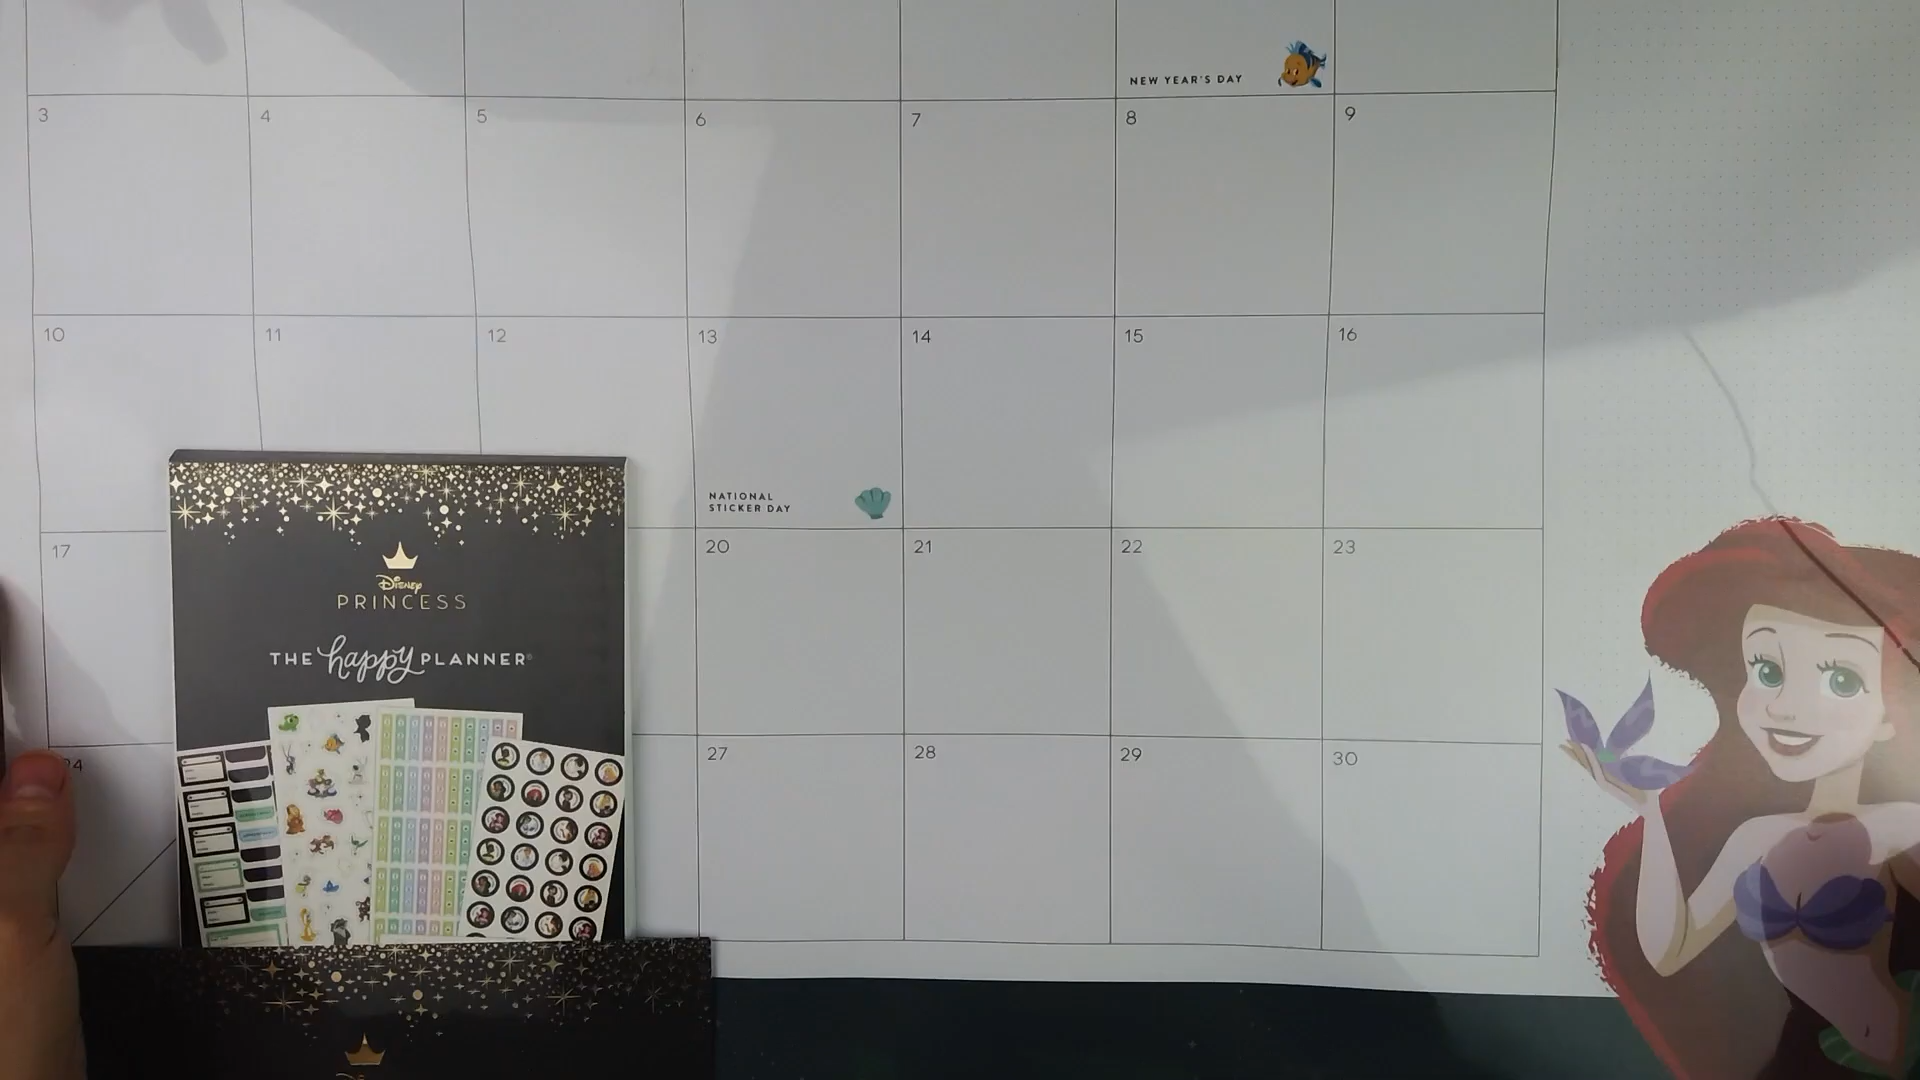 NEW YEAR'S DAY
3 4 5 6 7 8 9
10 11 12 13 14 15 16
NATIONAL
STICKER DAY
17 20 21 22 23
24 27 28 29 30
DISNEY
PRINCESS
THE happy PLANNER®